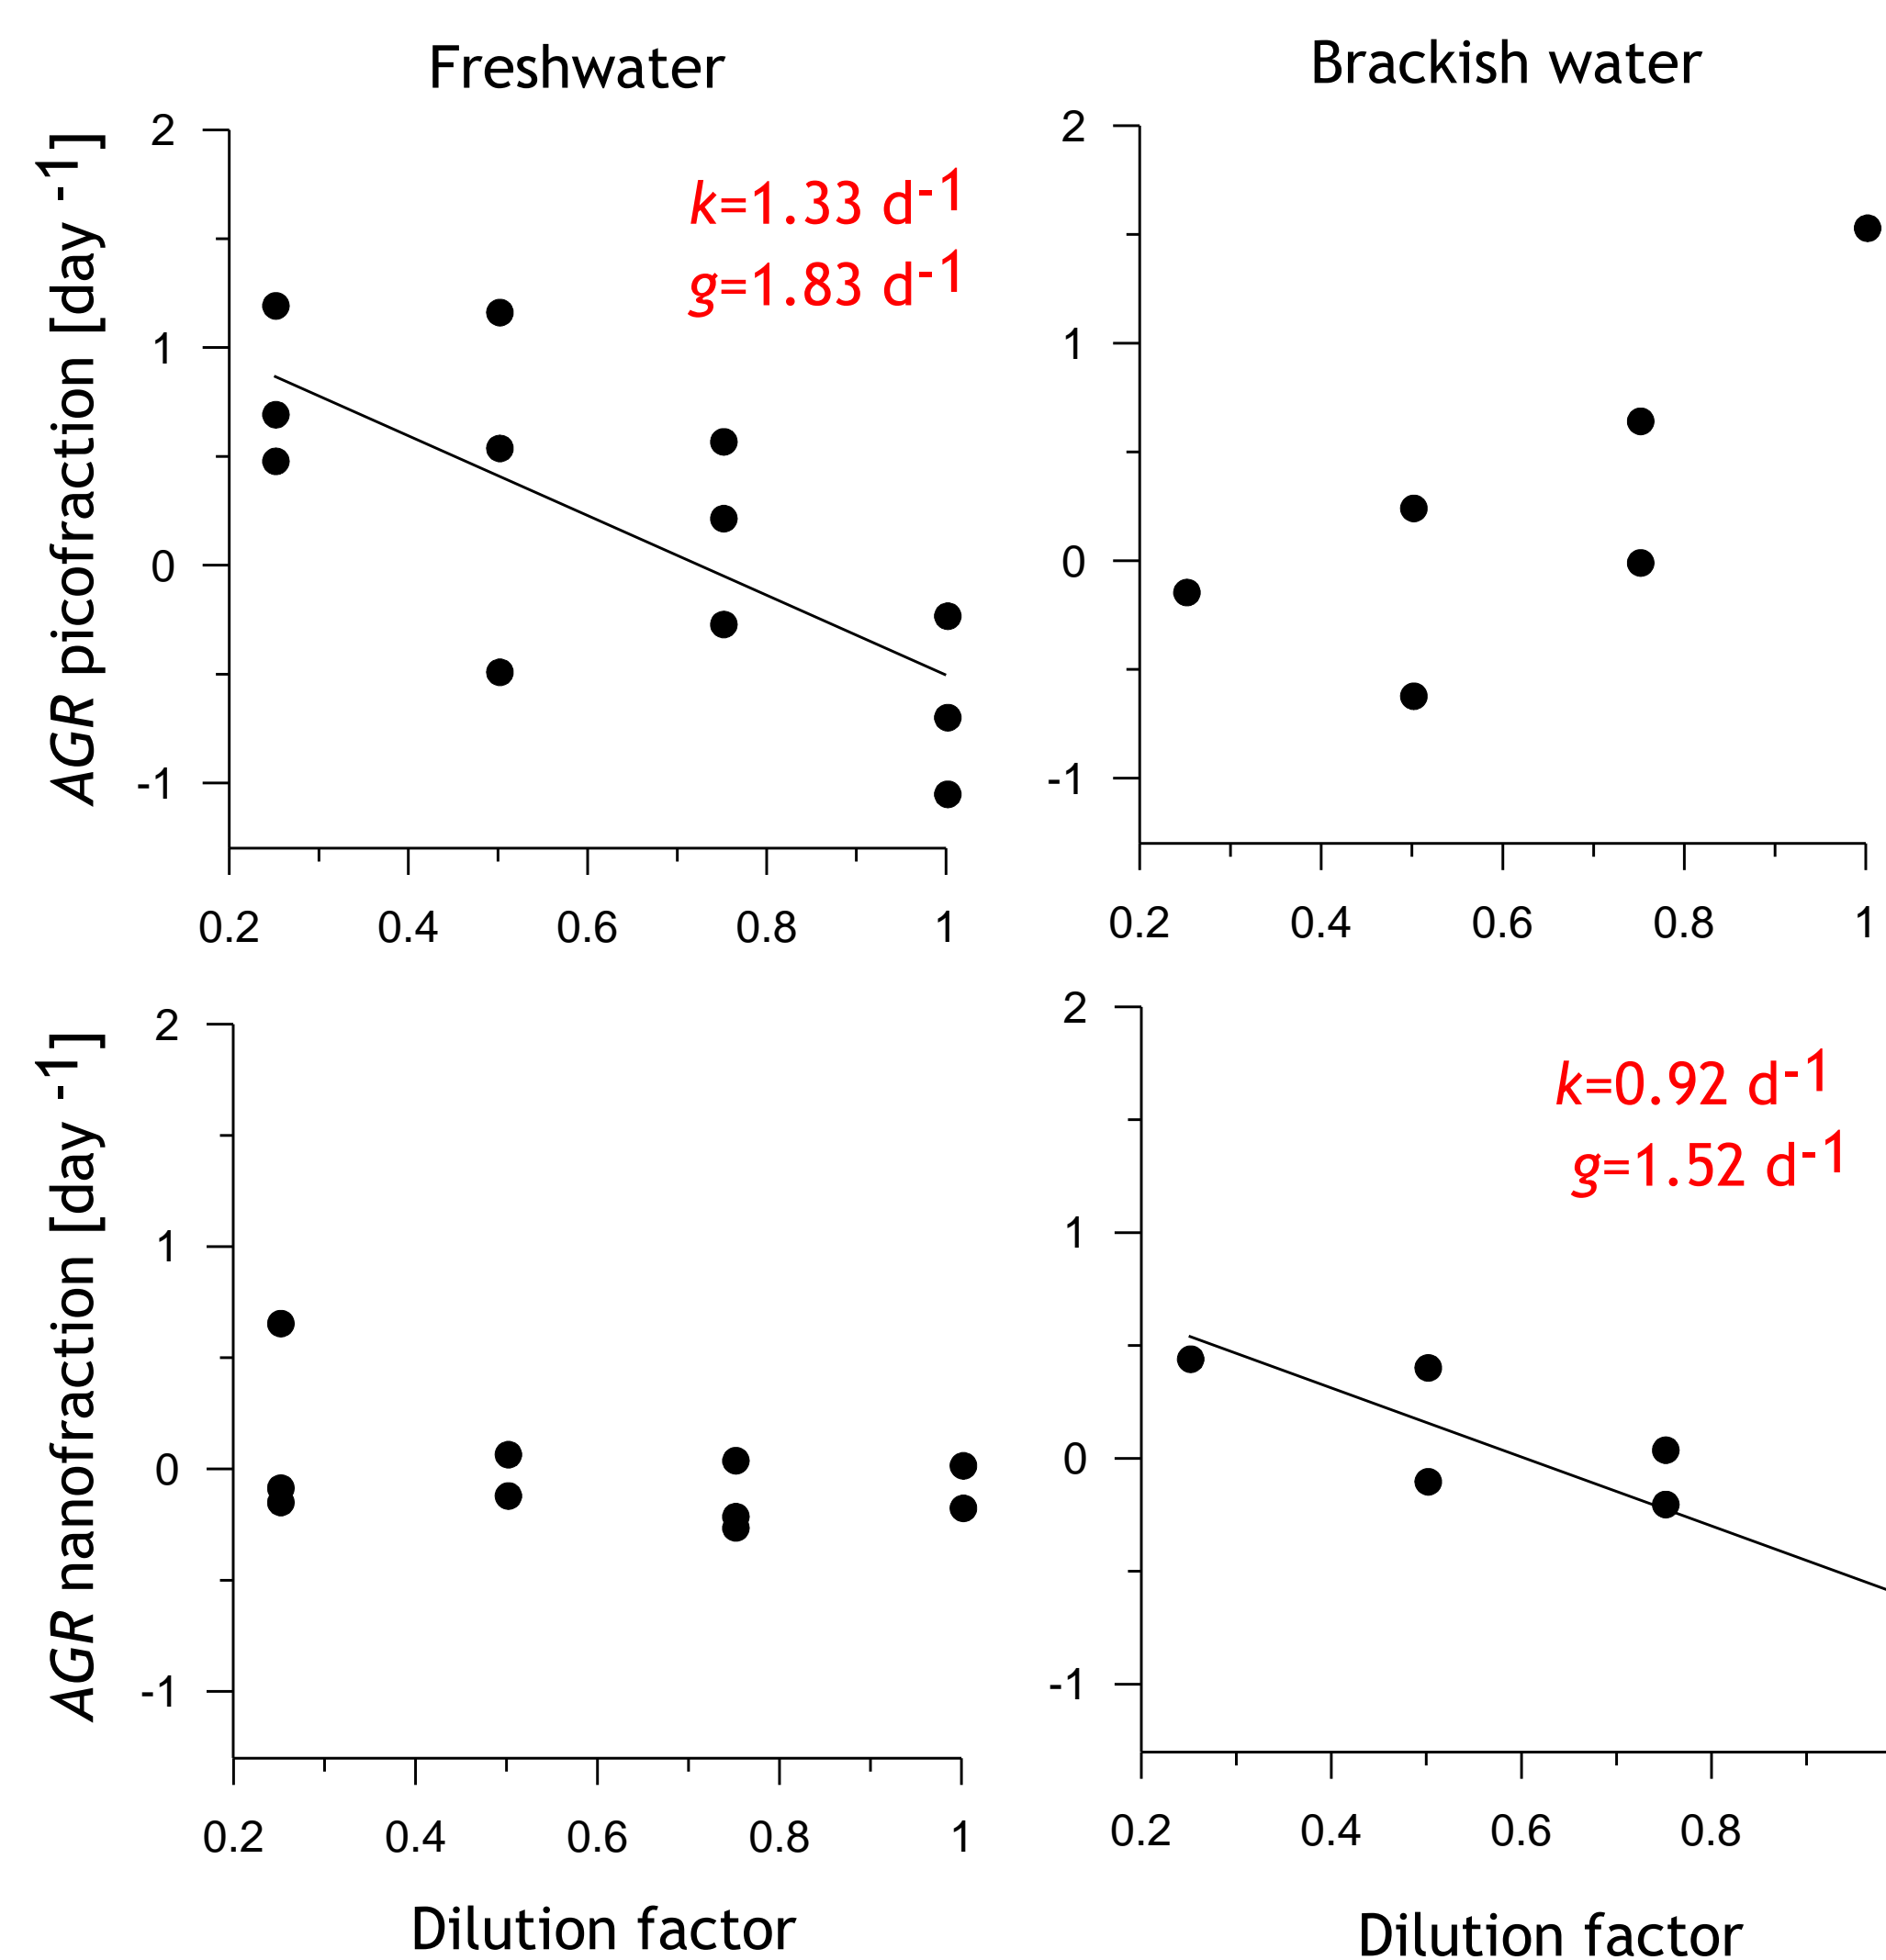 Freshwater
Brackish water
AGR picofraction [day -1]
2
1
0
-1
k=1.33 d-1
g=1.83 d-1
0.2 0.4 0.6 0.8 1
2
1
0
-1
0.2 0.4 0.6 0.8 1
AGR nanofraction [day -1]
2
1
0
-1
0.2 0.4 0.6 0.8 1
Dilution factor
2
1
0
-1
k=0.92 d-1
g=1.52 d-1
0.2 0.4 0.6 0.8
Dilution factor